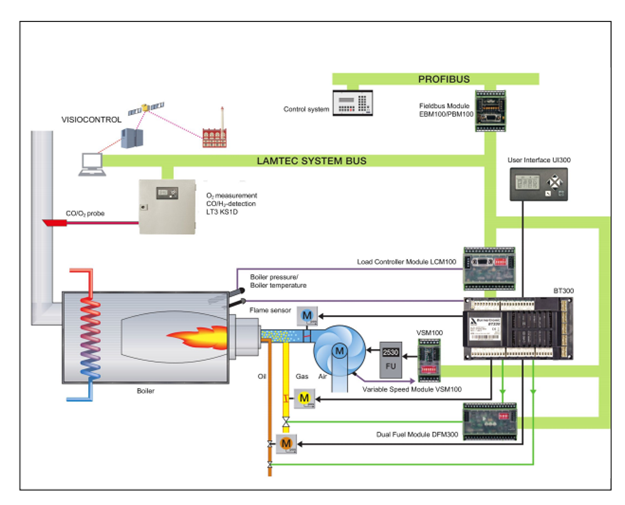 PROFIBUS
Control system
Fieldbus Module
EBM100/PBM100
VISIOCONTROL
LAMTEC SYSTEM BUS
User Interface UI300
O₂ measurement
CO/H₂-detection
LT3 KS1D
CO/O₂ probe
Load Controller Module LCM100
Boiler pressure/
Boiler temperature
BT300
Flame sensor
M
VSM100
M
2530
FU
Oil
Gas
Air
Boiler
Variable Speed Module VSM100
M
Dual Fuel Module DFM300
M